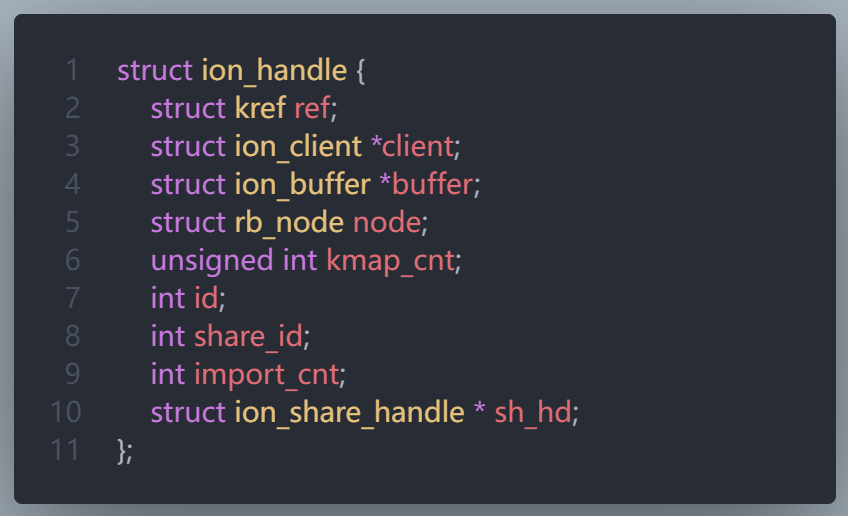 1 struct ion_handle {
2 struct kref ref;
3 struct ion_client *client;
4 struct ion_buffer *buffer;
5 struct rb_node node;
6 unsigned int kmap_cnt;
7 int id;
8 int share_id;
9 int import_cnt;
10 struct ion_share_handle * sh_hd;
11 };